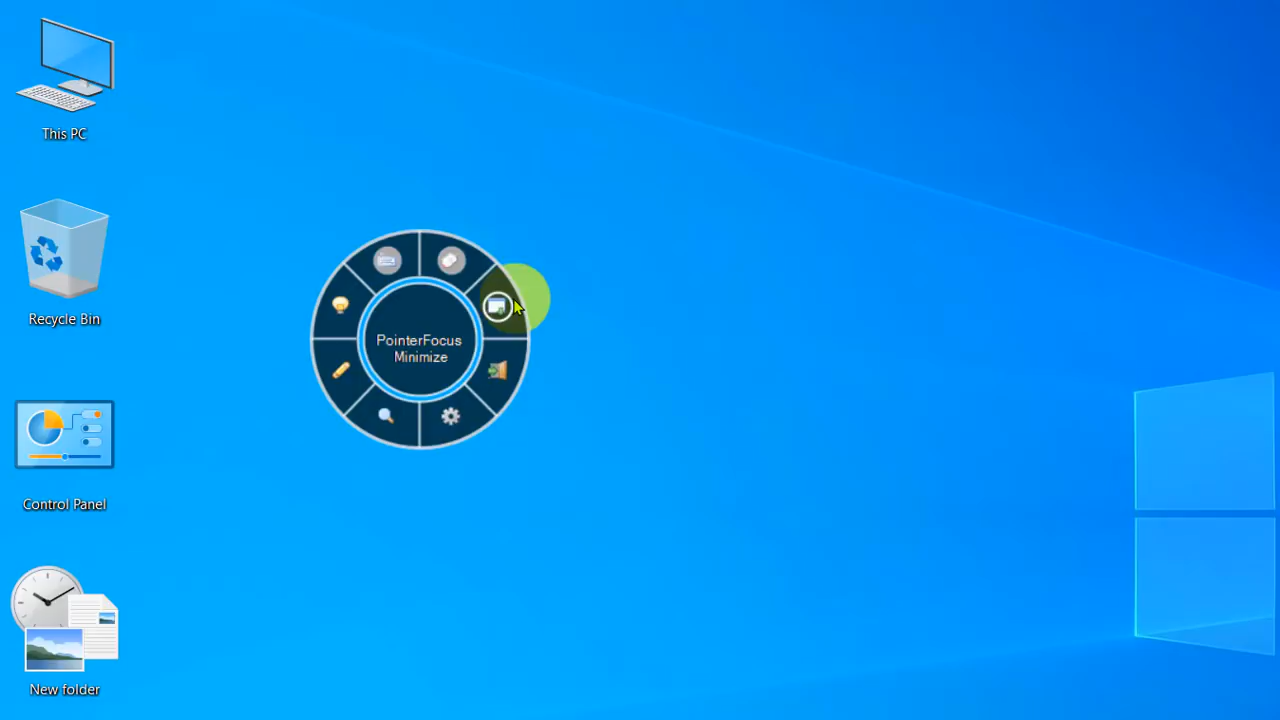 This PC
Recycle Bin
PointerFocus
Minimize
Control Panel
New folder